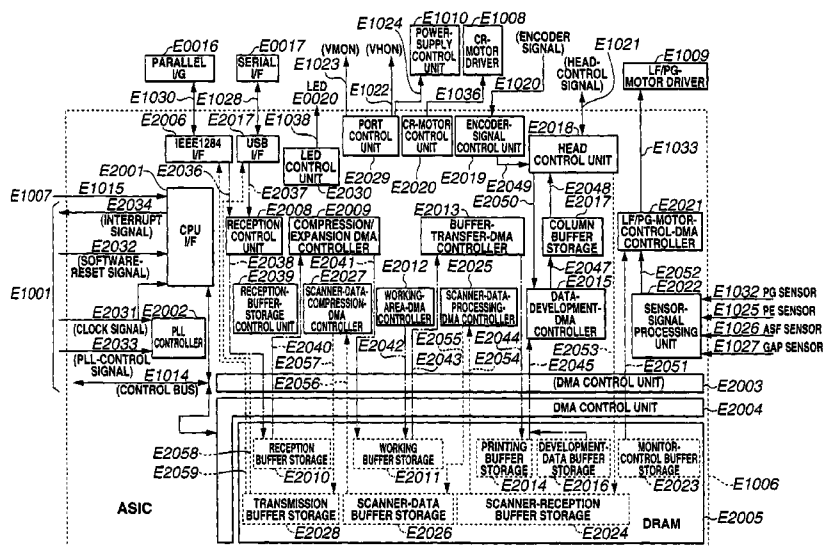 E1024
E1010
E1008
POWER-SUPPLY CONTROL UNIT
CR-MOTOR DRIVER
(ENCODER SIGNAL)
E1021
E0016
E0017
(VMON)
(VHON)
E1009
PARALLEL I/G
SERIAL I/F
E1023
(HEAD-CONTROL SIGNAL)
LF/PG-MOTOR DRIVER
E1030
E1028
LED E0020
E1022
E1036
E1020
E2006
E2017
E1038
E2018
E1033
IEEE1284 I/F
USB I/F
PORT CONTROL UNIT
CR-MOTOR CONTROL UNIT
ENCODER-SIGNAL CONTROL UNIT
HEAD CONTROL UNIT
E2001
E2036
LED CONTROL UNIT
E2029
E2020
E2019
E2049
E1007
E1015
E2037
E2030
E2050
E2048
E2034
(INTERRUPT SIGNAL)
CPU I/F
E2008
E2009
E2013
E2017
E2021
RECEPTION CONTROL UNIT
COMPRESSION/EXPANSION DMA CONTROLLER
BUFFER-TRANSFER-DMA CONTROLLER
COLUMN BUFFER STORAGE
LF/PG-MOTOR-CONTROL-DMA CONTROLLER
E2032
(SOFTWARE-RESET SIGNAL)
E2038
E2041
E2012
E2025
E2047
E2052
E1001
E2039
E2027
E2015
E2022
E2031
E2002
RECEPTION-BUFFER-STORAGE CONTROL UNIT
SCANNER-DATA-COMPRESSION-DMA CONTROLLER
WORKING-AREA-DMA CONTROLLER
SCANNER-DATA-PROCESSING-DMA CONTROLLER
DATA-DEVELOPMENT-DMA CONTROLLER
SENSOR-SIGNAL PROCESSING UNIT
E1032 PG SENSOR
E1025 PE SENSOR
E1026 ASF SENSOR
E1027 GAP SENSOR
(CLOCK SIGNAL)
PLL CONTROLLER
E2033
(PLL-CONTROL SIGNAL)
E2040
E2042
E2055
E2044
E2053
E2057
E2043
E2054
E2051
E2056
E2045
E1014
(CONTROL BUS)
(DMA CONTROL UNIT)
E2003
DMA CONTROL UNIT
E2004
E2058
RECEPTION BUFFER STORAGE
WORKING BUFFER STORAGE
PRINTING BUFFER STORAGE
DEVELOPMENT-DATA BUFFER STORAGE
MONITOR-CONTROL BUFFER STORAGE
E2059
E2010
E2011
E2014
E2016
E2023
E1006
ASIC
TRANSMISSION BUFFER STORAGE
SCANNER-DATA BUFFER STORAGE
SCANNER-RECEPTION BUFFER STORAGE
DRAM
E2005
E2028
E2026
E2024